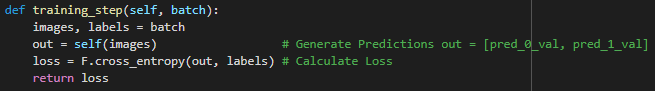 def training_step(self, batch):
    images, labels = batch
    out = self(images)                 # Generate Predictions out = [pred_0_val, pred_1_val]
    loss = F.cross_entropy(out, labels) # Calculate Loss
    return loss